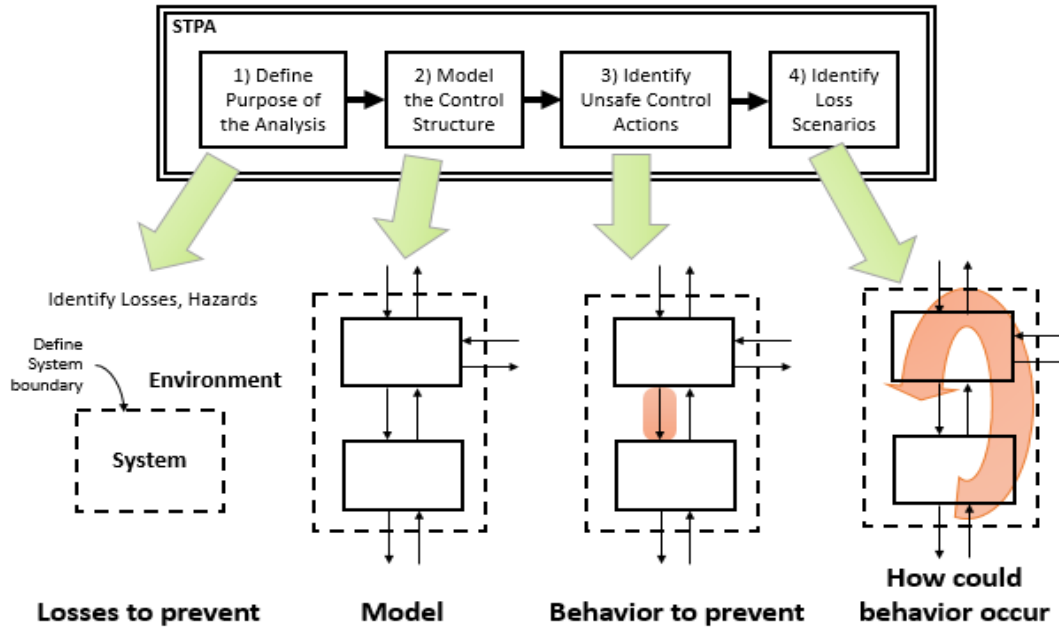 STPA
1) Define
Purpose of
the Analysis
2) Model
the Control
Structure
3) Identify
Unsafe Control
Actions
4) Identify
Loss
Scenarios
Identify Losses, Hazards
Define
System
boundary
Environment
System
Losses to prevent
Model
Behavior to prevent
How could
behavior occur